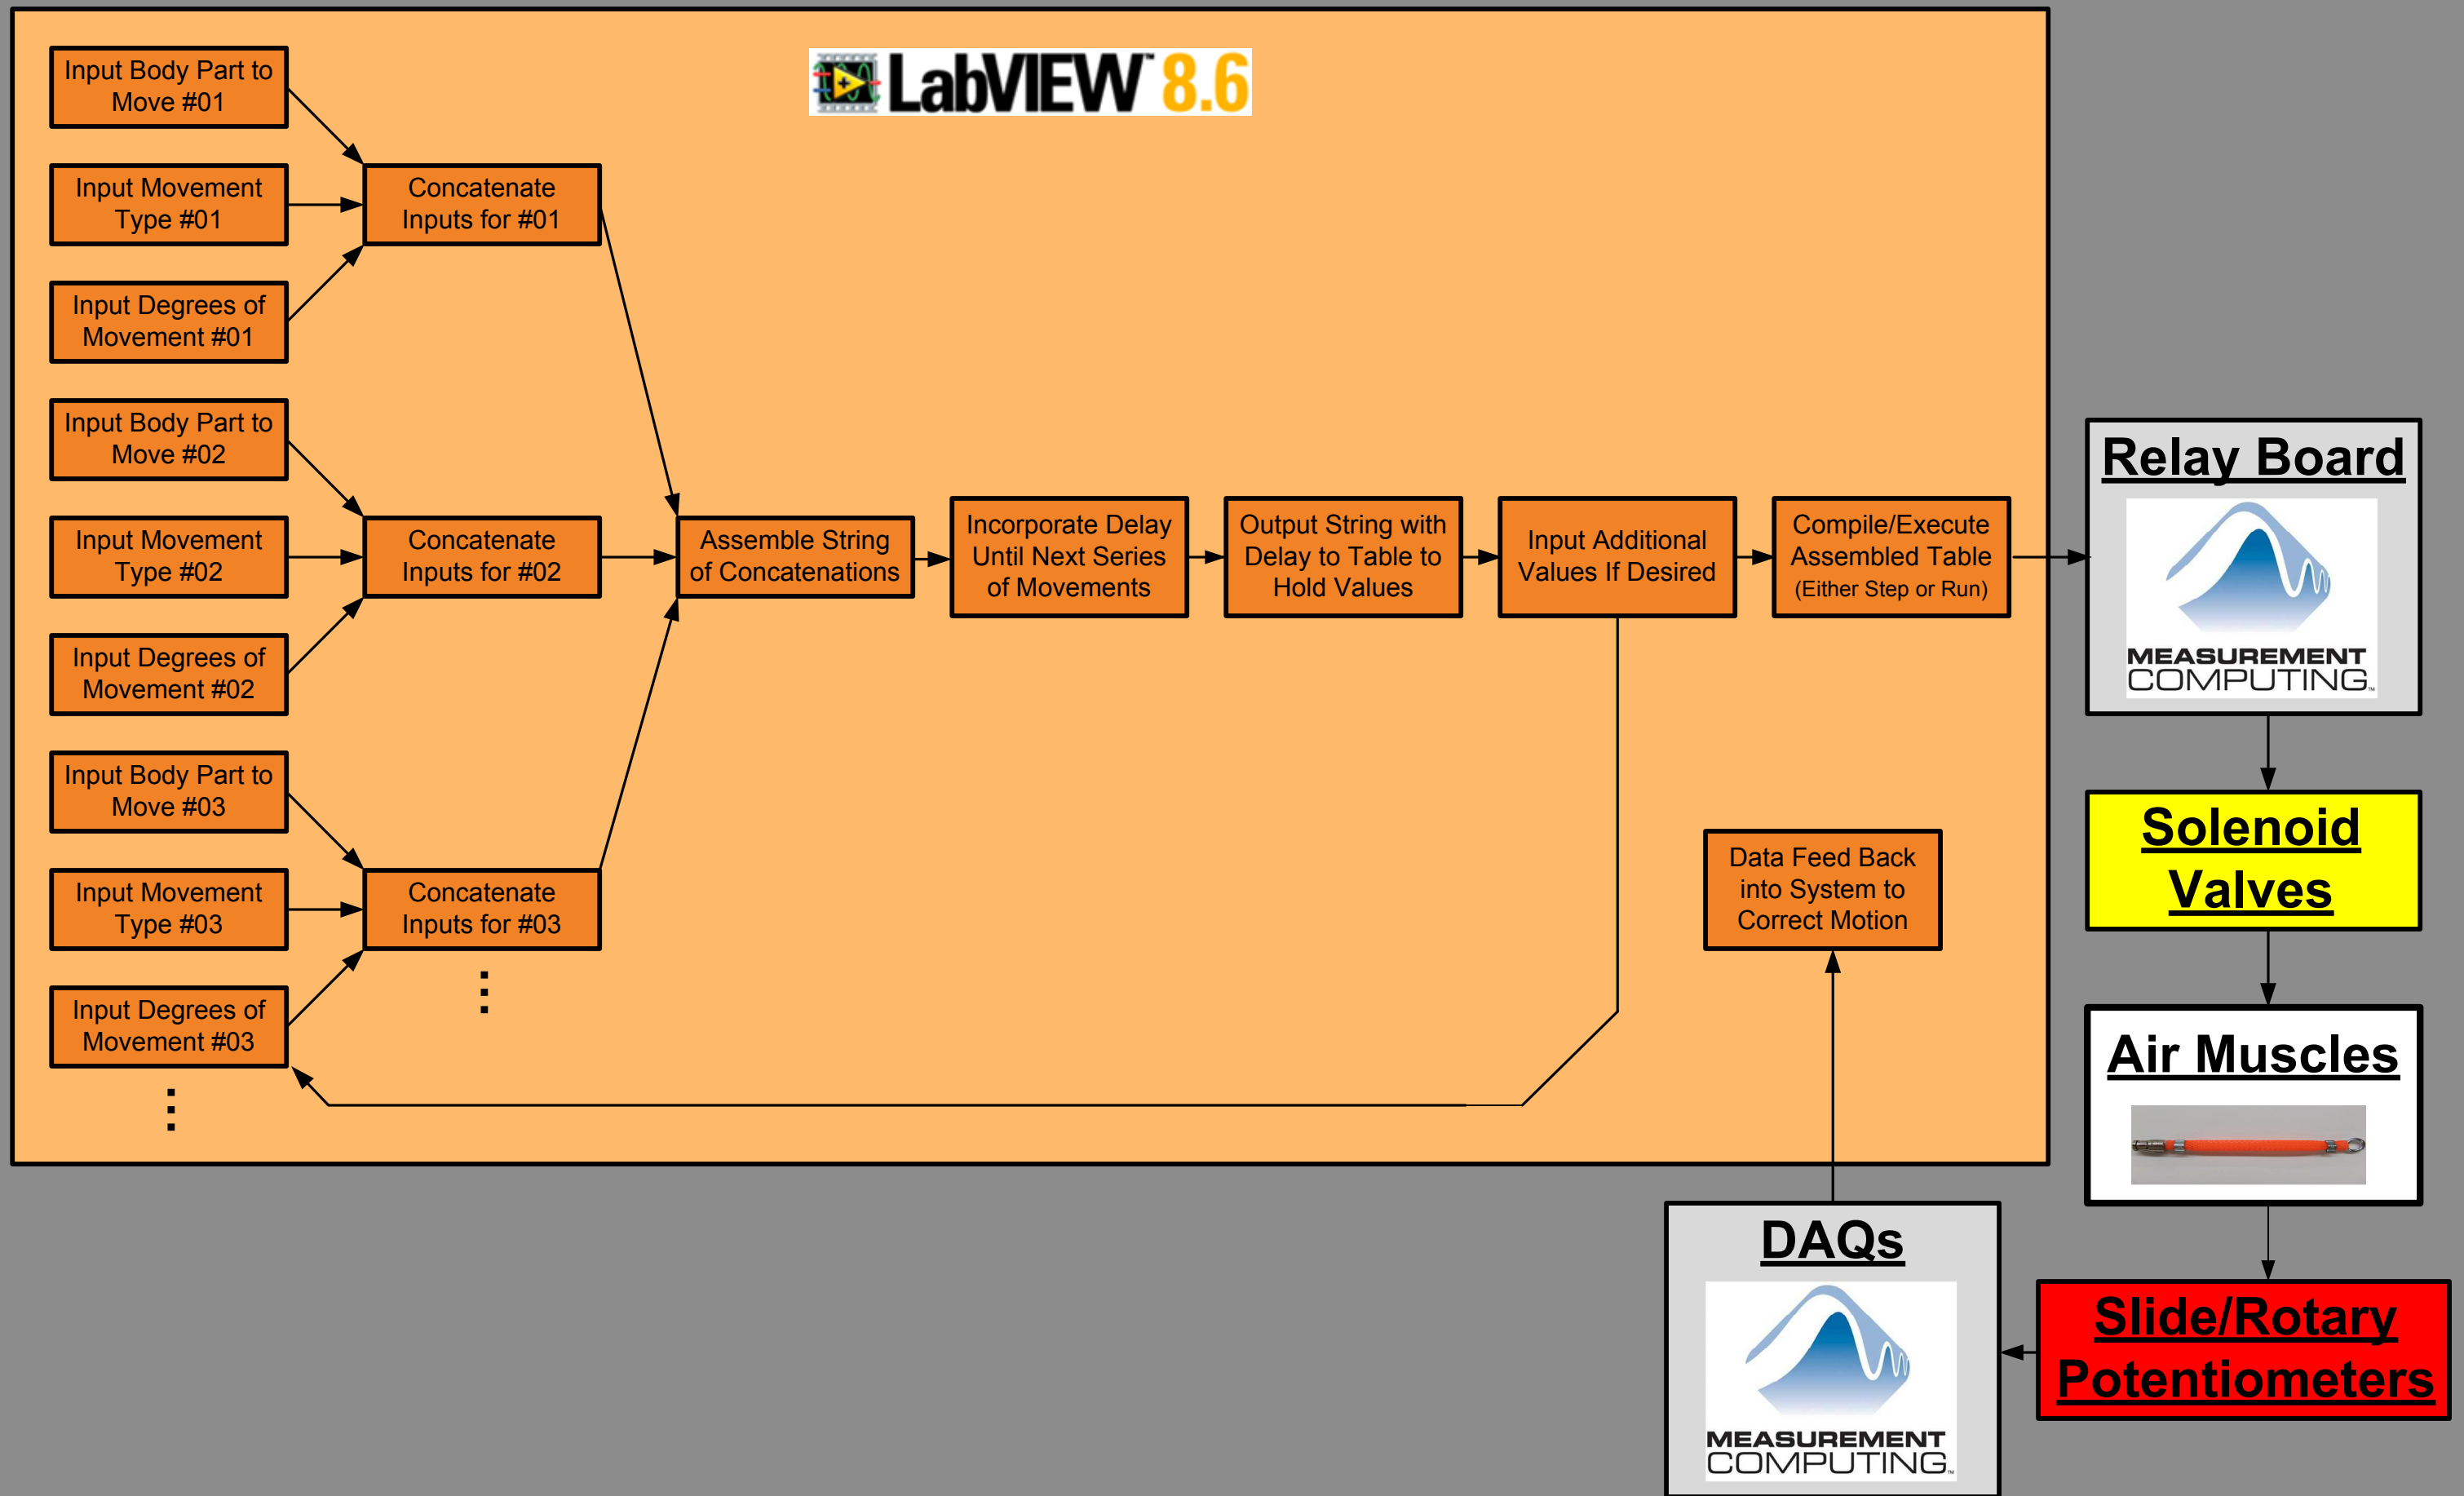 LabVIEW™ 8.6
Input Body Part to
Move #01
Input Movement
Type #01
Input Degrees of
Movement #01
Concatenate
Inputs for #01
Input Body Part to
Move #02
Input Movement
Type #02
Input Degrees of
Movement #02
Concatenate
Inputs for #02
Input Body Part to
Move #03
Input Movement
Type #03
Input Degrees of
Movement #03
Concatenate
Inputs for #03
Assemble String
of Concatenations
Incorporate Delay
Until Next Series
of Movements
Output String with
Delay to Table to
Hold Values
Input Additional
Values If Desired
Compile/Execute
Assembled Table
(Either Step or Run)
Relay Board
MEASUREMENT
COMPUTING™
Solenoid
Valves
Air Muscles
Slide/Rotary
Potentiometers
DAQs
MEASUREMENT
COMPUTING™
Data Feed Back
into System to
Correct Motion